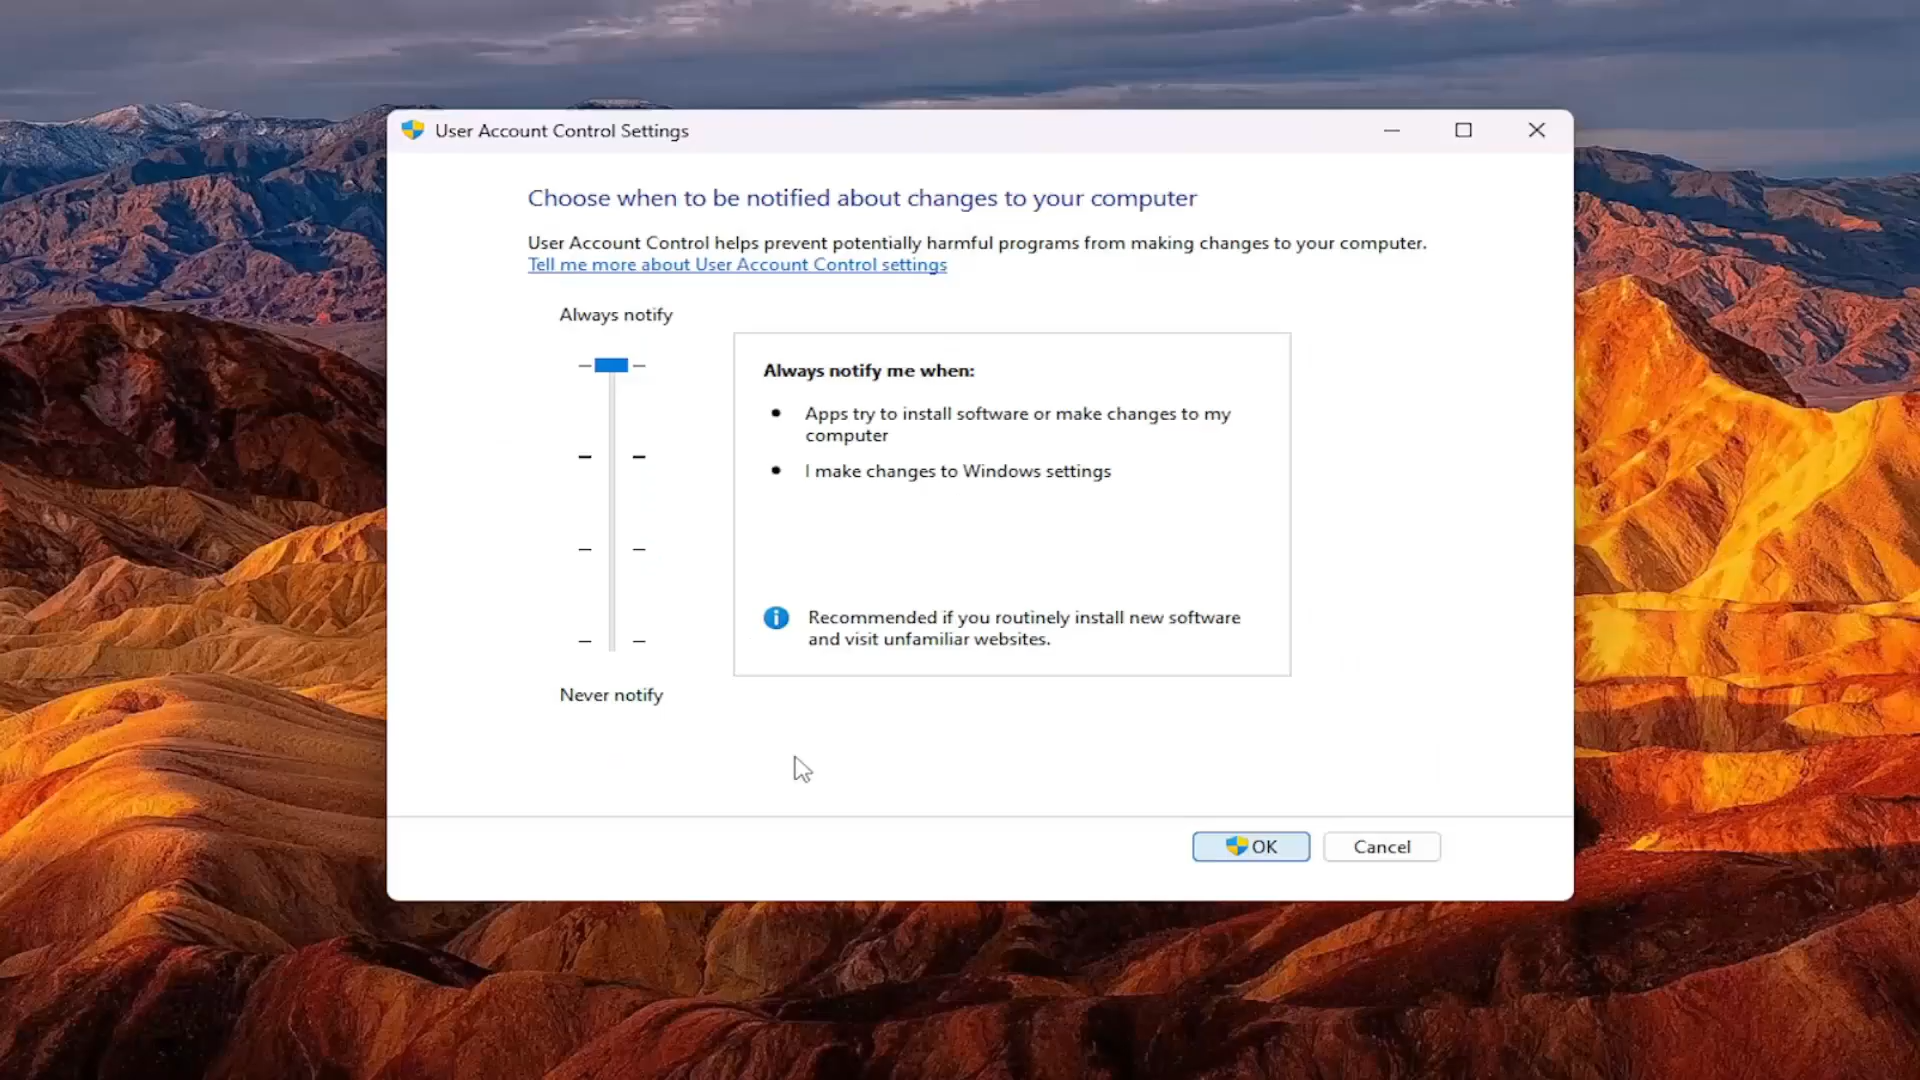 User Account Control Settings
Choose when to be notified about changes to your computer
User Account Control helps prevent potentially harmful programs from making changes to your computer.
Tell me more about User Account Control settings
Always notify
Always notify me when:
Apps try to install software or make changes to my
computer
I make changes to Windows settings
Recommended if you routinely install new software
and visit unfamiliar websites.
Never notify
OK
Cancel